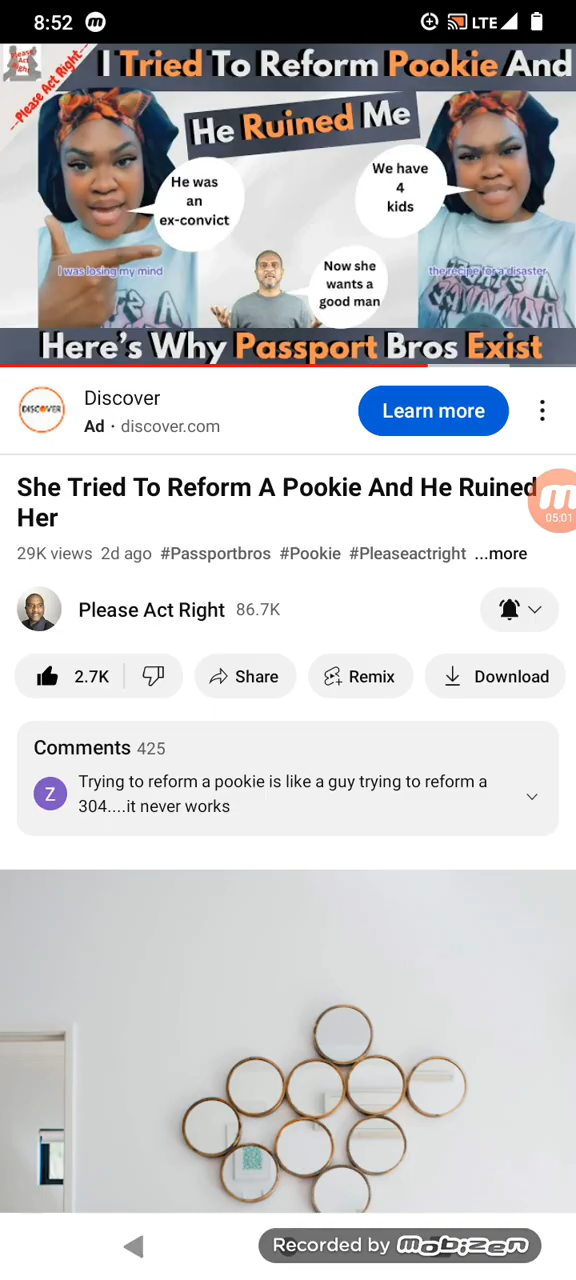 8:52
LTE
Please Act Right
---Please Act Right---
I Tried To Reform Pookie And
He Ruined Me
He was
an
ex-convict
We have
4
kids
I was losing my mind
Now she
wants a
good man
the recipe for a disaster
Here's Why Passport Bros Exist
DISCOVER
Discover
Ad · discover.com
Learn more
She Tried To Reform A Pookie And He Ruined
Her
05:01
29K views 2d ago #Passportbros #Pookie #Pleaseactright ...more
Please Act Right 86.7K
2.7K
Share
Remix
Download
Comments 425
Z
Trying to reform a pookie is like a guy trying to reform a
304....it never works
Recorded by mobizen